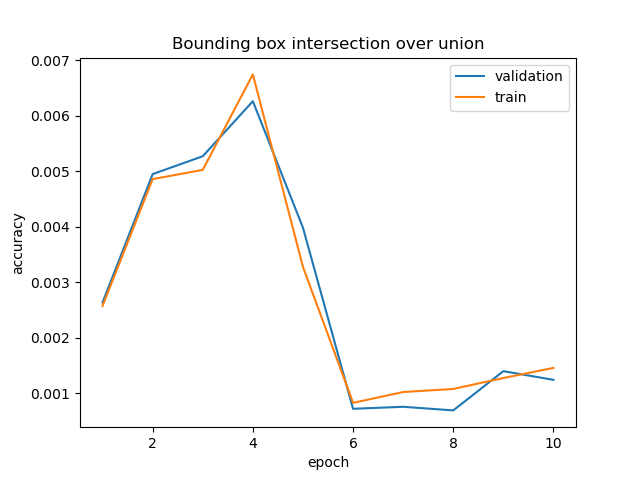 Bounding box intersection over union
0.007
0.006
0.005
0.004
0.003
0.002
0.001
accuracy
validation
train
2 4 6 8 10
epoch